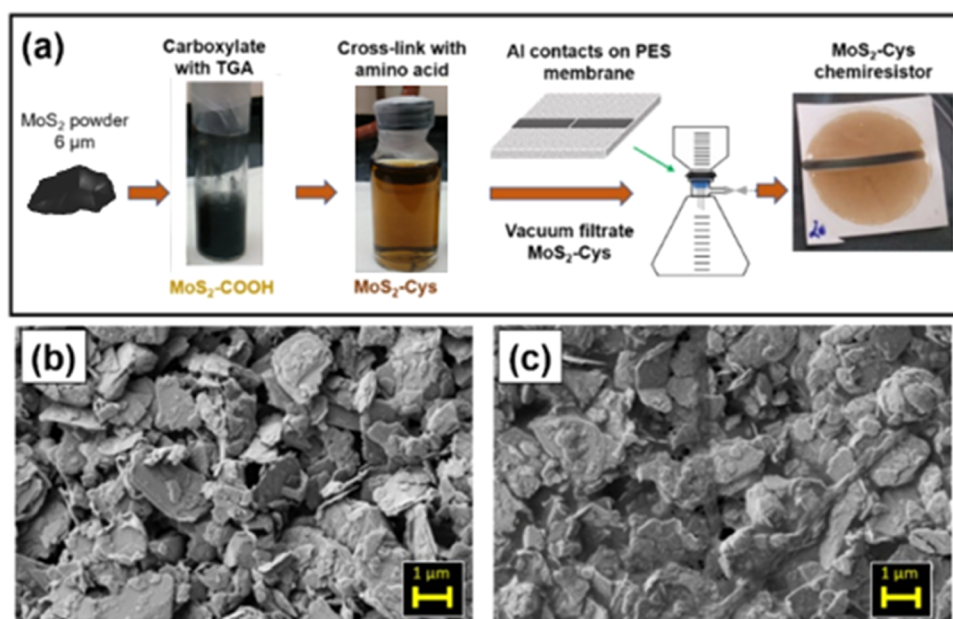 (a)
Carboxylate
with TGA
Cross-link with
amino acid
Al contacts on PES
membrane
MoS₂-Cys
chemiresistor
MoS₂ powder
6 µm
Vacuum filtrate
MoS₂-Cys
MoS₂-COOH
MoS₂-Cys
(b)
(c)
1 µm
1 µm